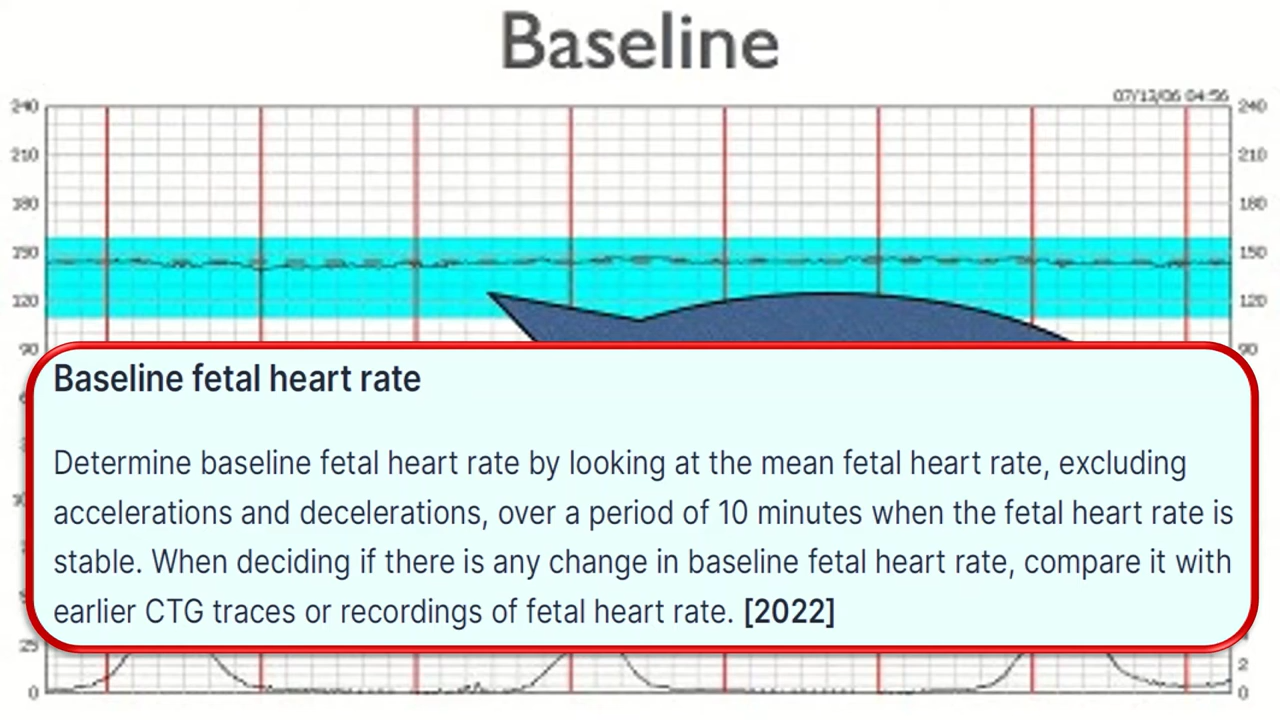 Baseline
07/13/06 04:56
240 240
210 210
180 180
150 150
120 120
90 90
Baseline fetal heart rate
Determine baseline fetal heart rate by looking at the mean fetal heart rate, excluding
accelerations and decelerations, over a period of 10 minutes when the fetal heart rate is
stable. When deciding if there is any change in baseline fetal heart rate, compare it with
earlier CTG traces or recordings of fetal heart rate. [2022]
25
2
0 0